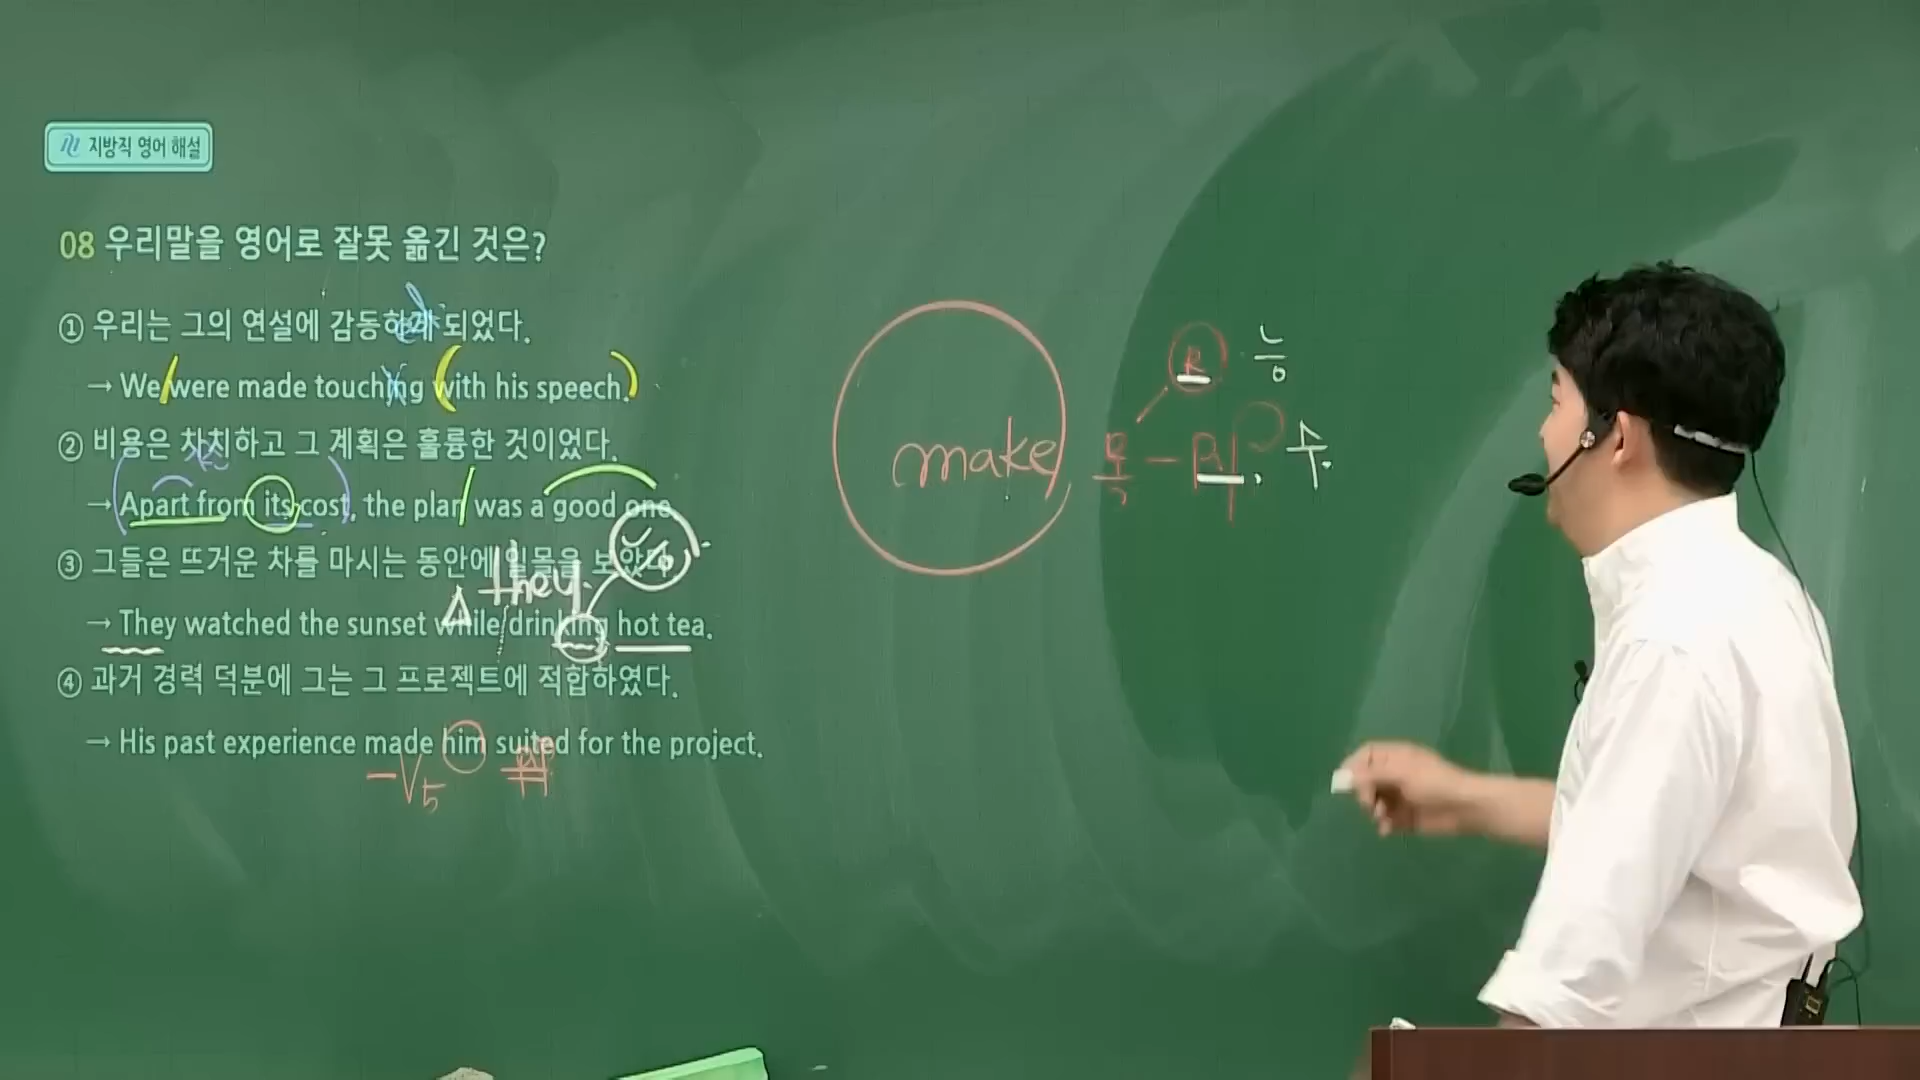 지방직 영어 해설
08 우리말을 영어로 잘못 옮긴 것은?
① 우리는 그의 연설에 감동하게 되었다.
→ We were made touching with his speech.
② 비용은 차치하고 그 계획은 훌륭한 것이었다.
→ Apart from its cost, the plan was a good one.
③ 그들은 뜨거운 차를 마시는 동안에 일몰을 보았다.
they.
→ They watched the sunset while drinking hot tea.
④ 과거 경력 덕분에 그는 그 프로젝트에 적합하였다.
→ His past experience made him suited for the project.
V5
make 목 -
R 능
수.